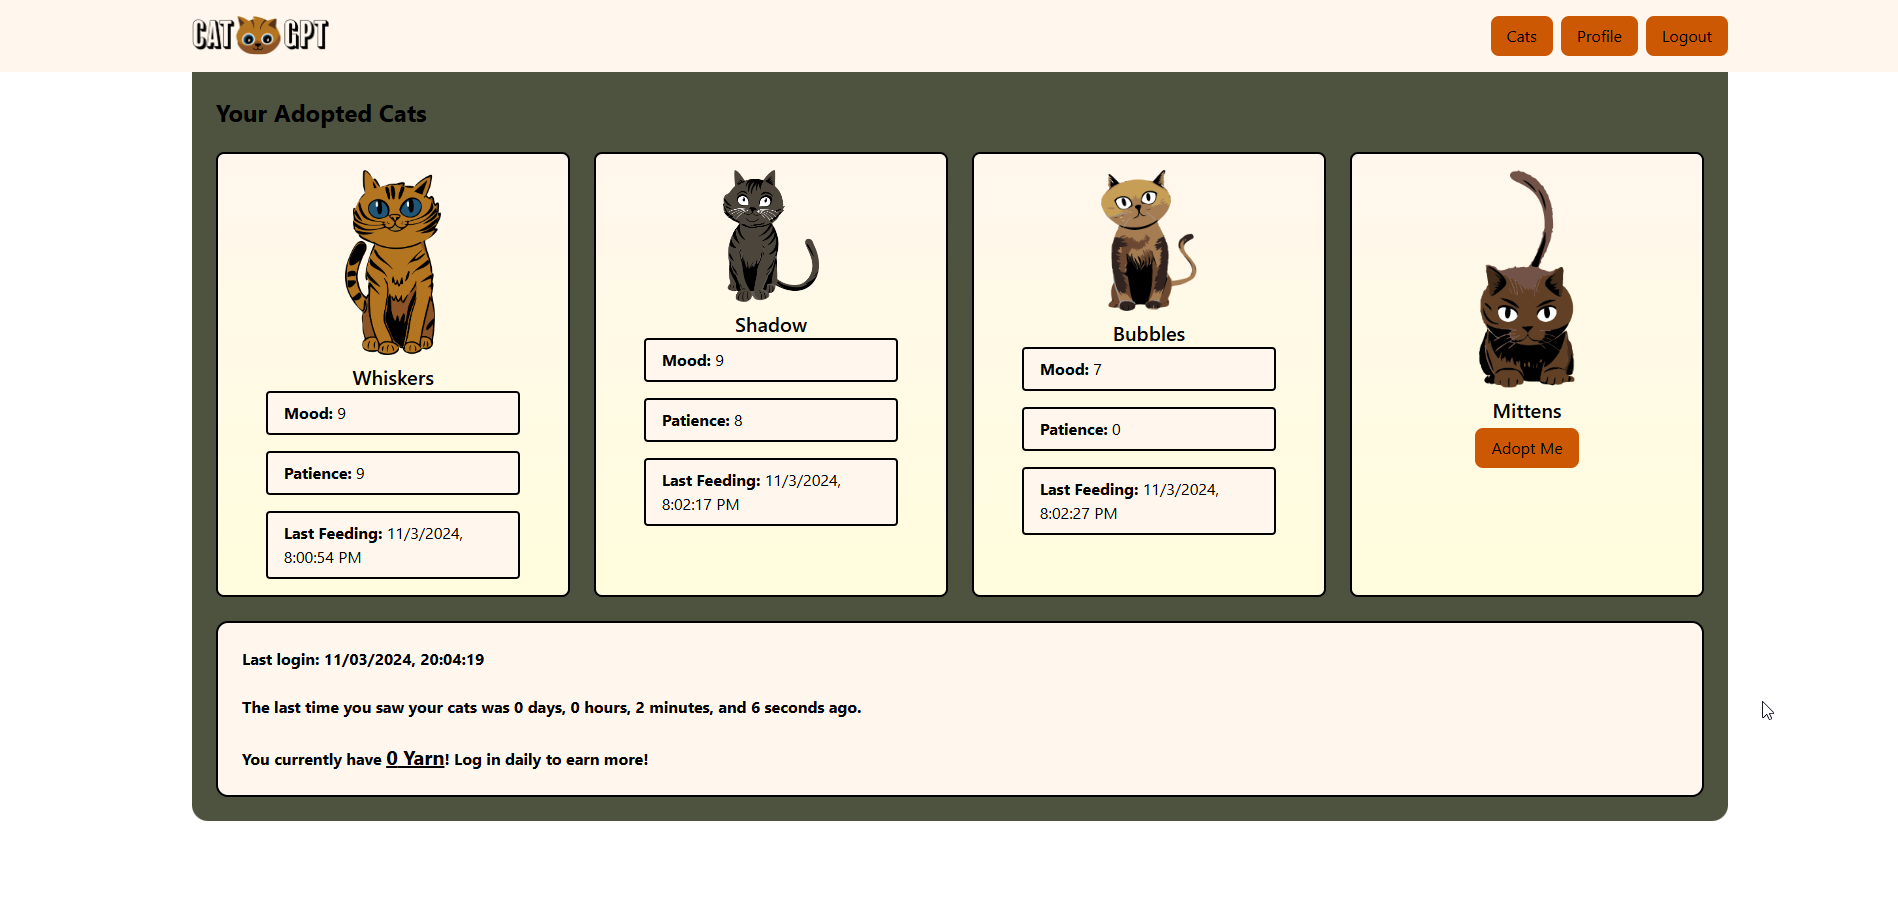 CAT GPT
Cats
Profile
Logout
Your Adopted Cats
Whiskers
Mood: 9
Patience: 9
Last Feeding: 11/3/2024,
8:00:54 PM
Shadow
Mood: 9
Patience: 8
Last Feeding: 11/3/2024,
8:02:17 PM
Bubbles
Mood: 7
Patience: 0
Last Feeding: 11/3/2024,
8:02:27 PM
Mittens
Adopt Me
Last login: 11/03/2024, 20:04:19
The last time you saw your cats was 0 days, 0 hours, 2 minutes, and 6 seconds ago.
You currently have 0 Yarn! Log in daily to earn more!